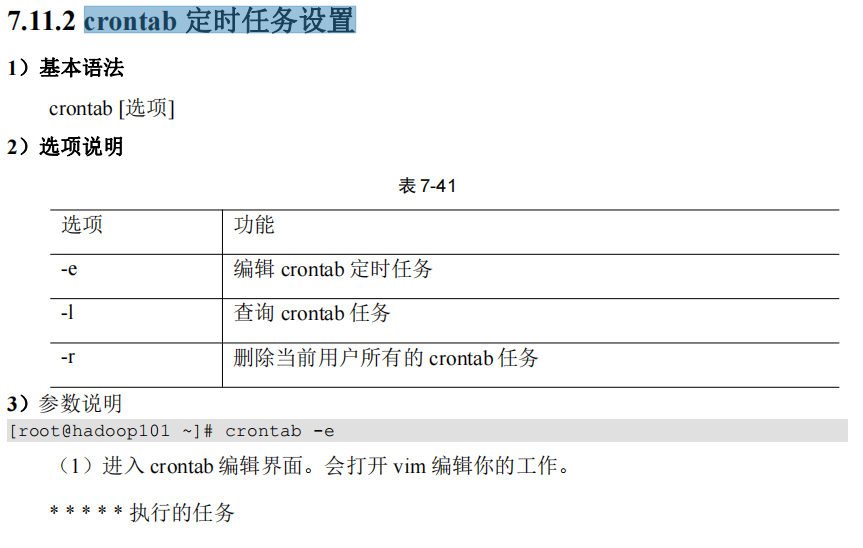 7.11.2 crontab 定时任务设置
1）基本语法
crontab [选项]
2）选项说明
表 7-41
选项 功能
-e 编辑 crontab 定时任务
-l 查询 crontab 任务
-r 删除当前用户所有的 crontab 任务
3）参数说明
[root@hadoop101 ~]# crontab -e
（1）进入 crontab 编辑界面。会打开 vim 编辑你的工作。
* * * * * 执行的任务